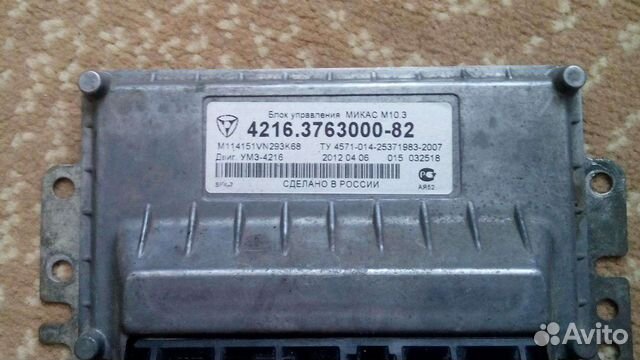 Блок управления МИКАС М10.3
4216.3763000-82
M114151VN293K68 ТУ 4571-014-25371983-2007
Двиг. УМЗ-4216 2012 04 06 015 032518
СДЕЛАНО В РОССИИ
АЯ52
Avito